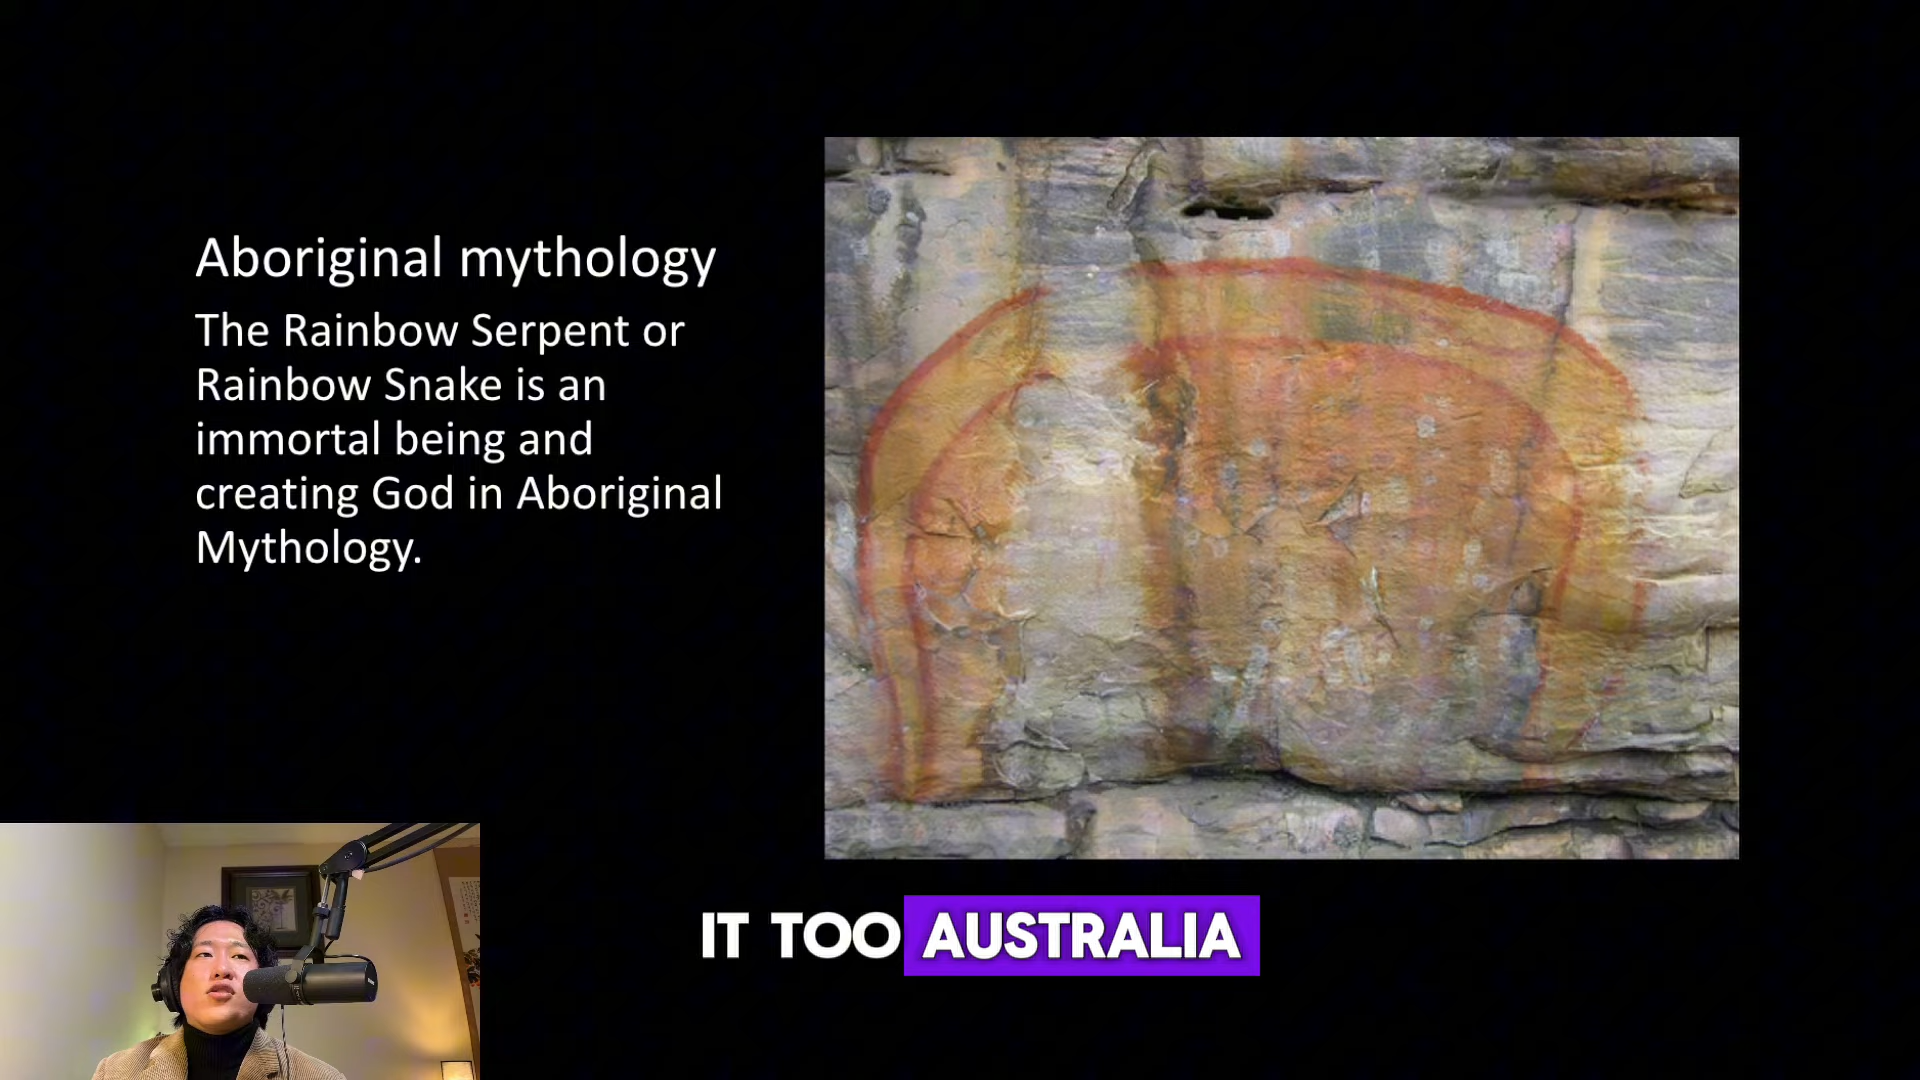 Aboriginal mythology
The Rainbow Serpent or
Rainbow Snake is an
immortal being and
creating God in Aboriginal
Mythology.
IT TOO AUSTRALIA